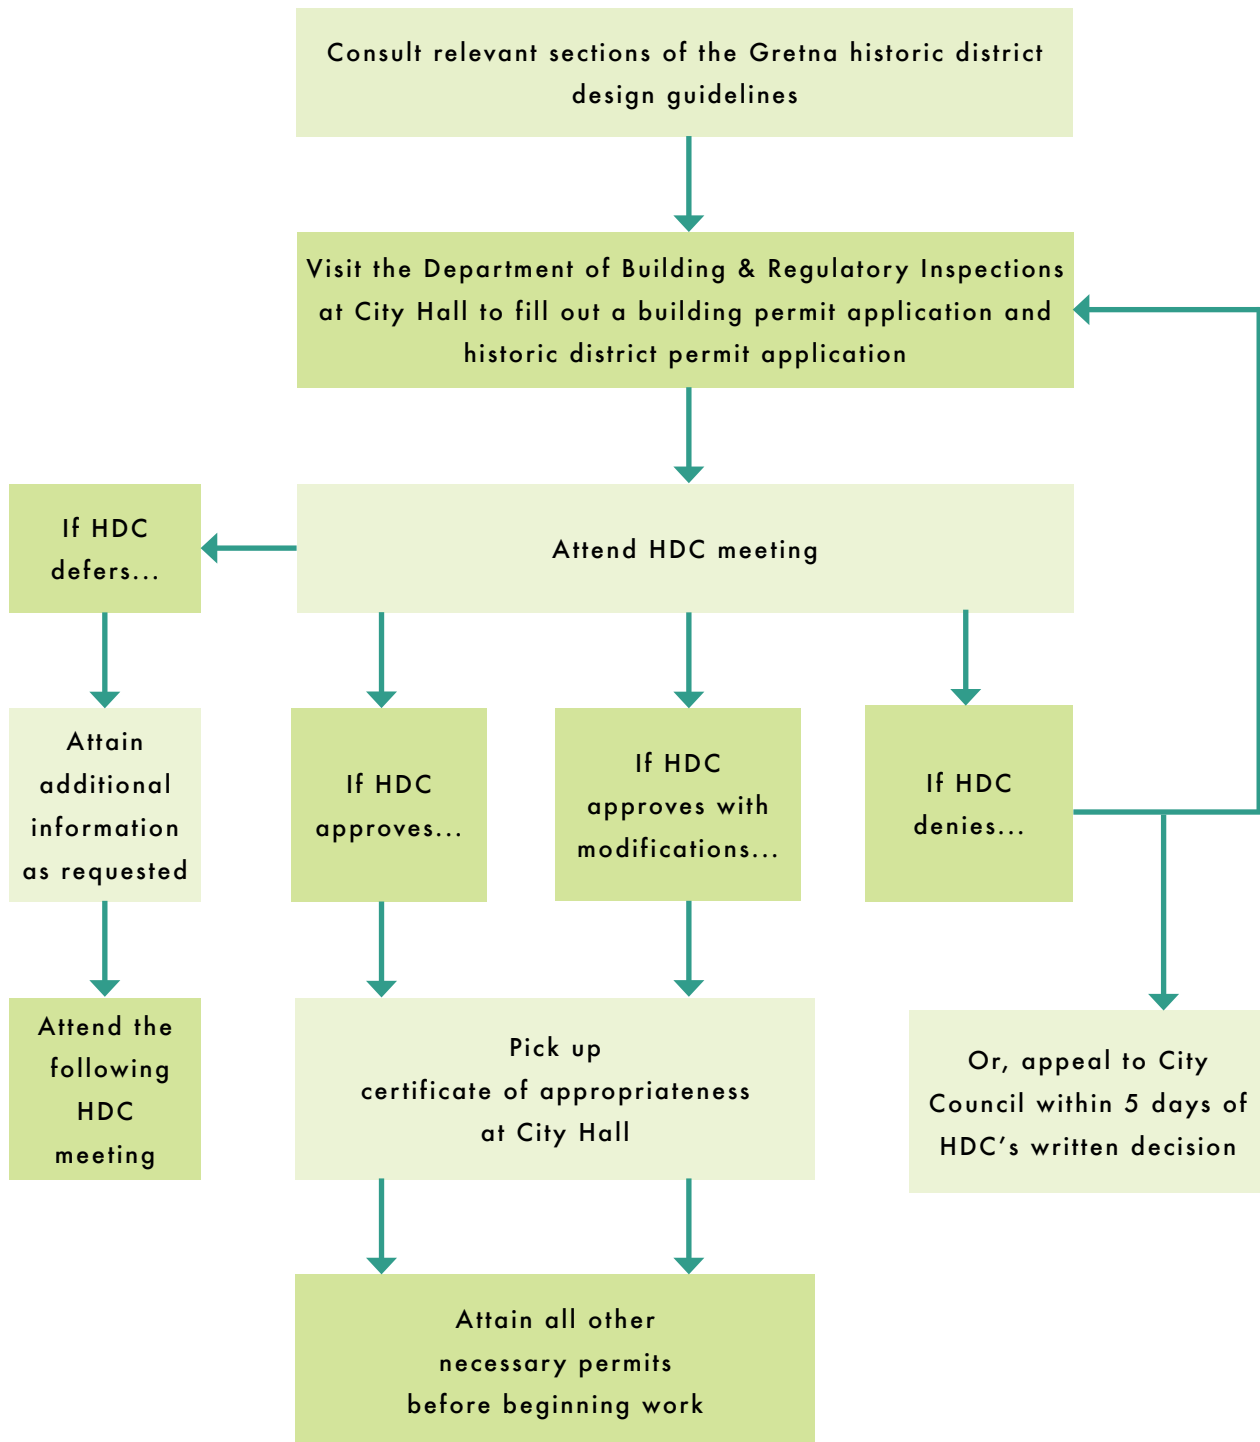 Consult relevant sections of the Gretna historic district
design guidelines
Visit the Department of Building & Regulatory Inspections
at City Hall to fill out a building permit application and
historic district permit application
If HDC
defers...
Attend HDC meeting
Attain
additional
information
as requested
If HDC
approves...
If HDC
approves with
modifications...
If HDC
denies...
Attend the
following
HDC
meeting
Pick up
certificate of appropriateness
at City Hall
Or, appeal to City
Council within 5 days of
HDC’s written decision
Attain all other
necessary permits
before beginning work